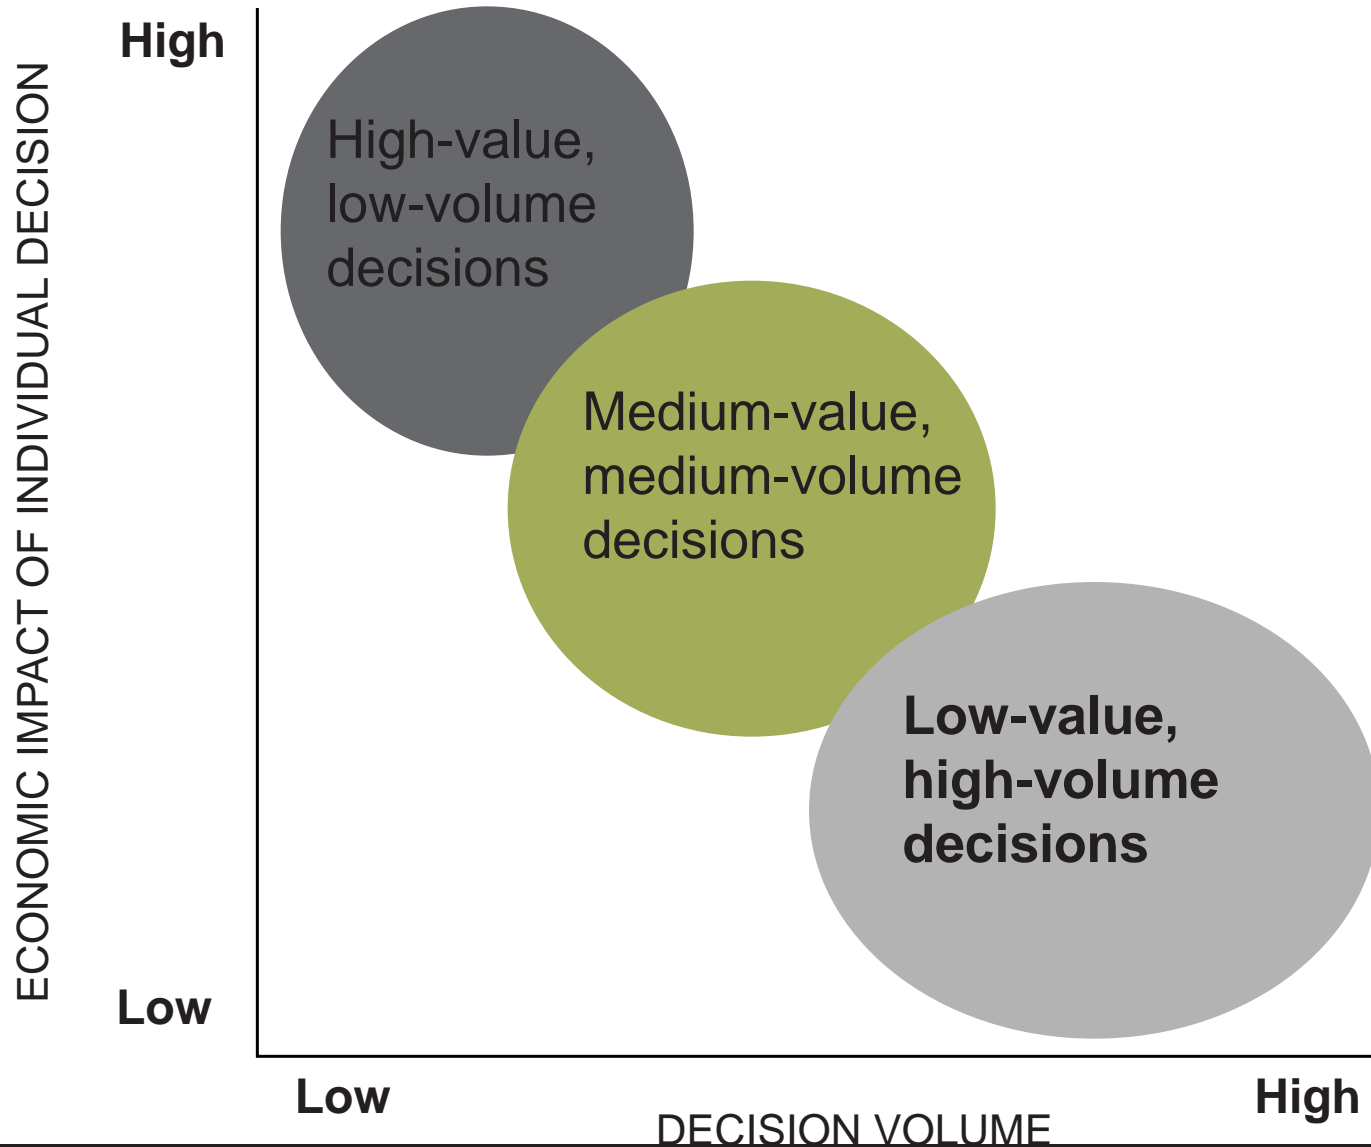 High
ECONOMIC IMPACT OF INDIVIDUAL DECISION
High-value,
low-volume
decisions
Medium-value,
medium-volume
decisions
Low-value,
high-volume
decisions
Low
Low
High
DECISION VOLUME